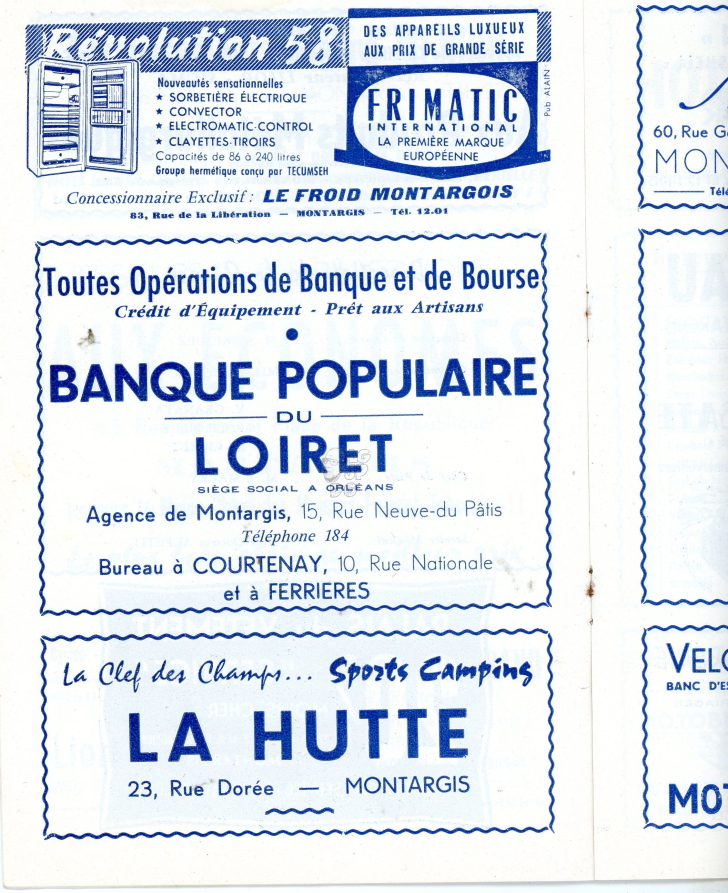 Révolution 58
DES APPAREILS LUXUEUX
AUX PRIX DE GRANDE SÉRIE
Nouveautés sensationnelles
★ SORBETIÈRE ÉLECTRIQUE
★ CONVECTOR
★ ELECTROMATIC-CONTROL
★ CLAYETTES-TIROIRS
Capacités de 86 à 240 litres
Groupe hermétique conçu par TECUMSEH
FRIMATIC
INTERNATIONAL
LA PREMIÈRE MARQUE
EUROPÉENNE
Pub. ALAIN
Concessionnaire Exclusif : LE FROID MONTARGOIS
83, Rue de la Libération — MONTARGIS — Tél. 12.01
Toutes Opérations de Banque et de Bourse
Crédit d'Équipement - Prêt aux Artisans
BANQUE POPULAIRE
DU
LOIRET
SIÈGE SOCIAL A ORLÉANS
Agence de Montargis, 15, Rue Neuve-du Pâtis
Téléphone 184
Bureau à COURTENAY, 10, Rue Nationale
et à FERRIERES
La Clef des Champs... Sports Camping
LA HUTTE
23, Rue Dorée — MONTARGIS
60, Rue G
MON
Télé
AU
VELO
BANC D'ES
MOT